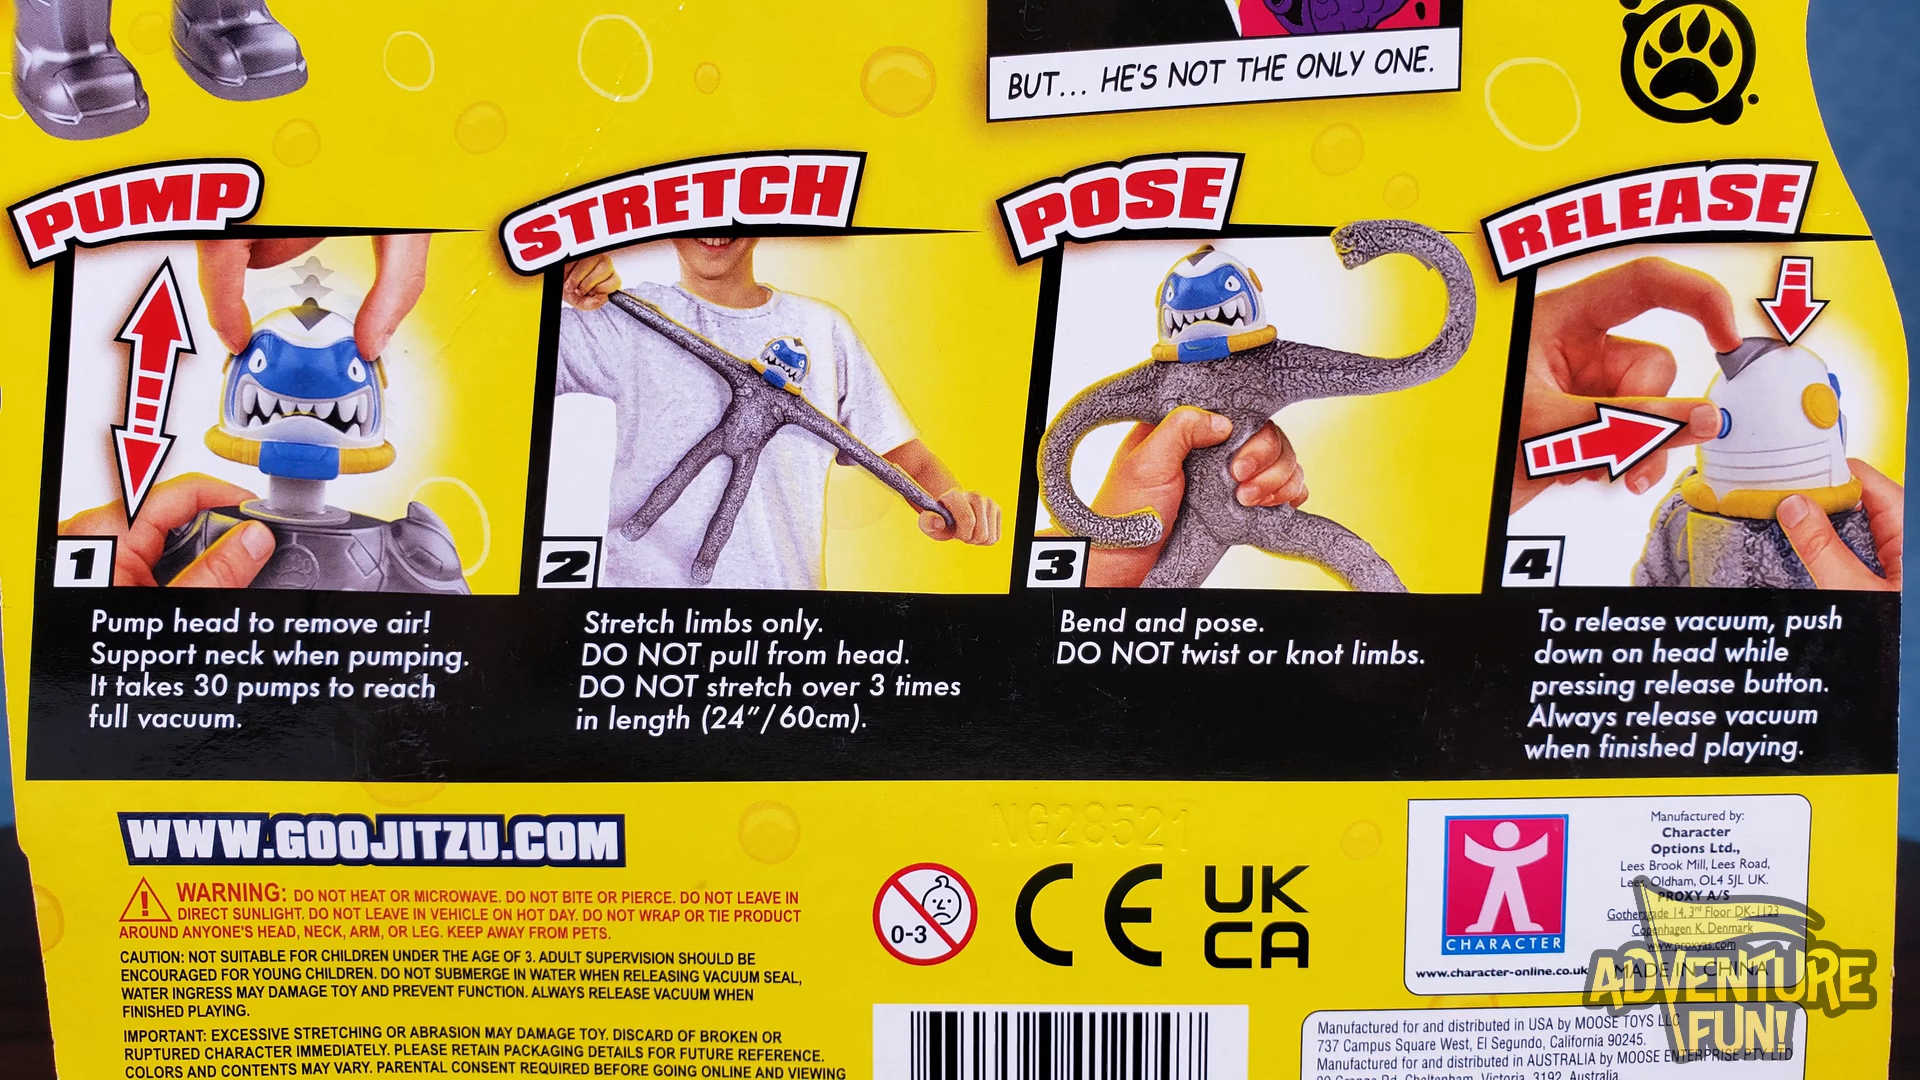 BUT... HE'S NOT THE ONLY ONE.
PUMP
1
Pump head to remove air!
Support neck when pumping.
It takes 30 pumps to reach
full vacuum.
STRETCH
2
Stretch limbs only.
DO NOT pull from head.
DO NOT stretch over 3 times
in length (24"/60cm).
POSE
3
Bend and pose.
DO NOT twist or knot limbs.
RELEASE
4
To release vacuum, push
down on head while
pressing release button.
Always release vacuum
when finished playing.
WWW.GOOJITZU.COM
WARNING: DO NOT HEAT OR MICROWAVE. DO NOT BITE OR PIERCE. DO NOT LEAVE IN
DIRECT SUNLIGHT. DO NOT LEAVE IN VEHICLE ON HOT DAY. DO NOT WRAP OR TIE PRODUCT
AROUND ANYONE'S HEAD, NECK, ARM, OR LEG. KEEP AWAY FROM PETS.
CAUTION: NOT SUITABLE FOR CHILDREN UNDER THE AGE OF 3. ADULT SUPERVISION SHOULD BE
ENCOURAGED FOR YOUNG CHILDREN. DO NOT SUBMERGE IN WATER WHEN RELEASING VACUUM SEAL,
WATER INGRESS MAY DAMAGE TOY AND PREVENT FUNCTION. ALWAYS RELEASE VACUUM WHEN
FINISHED PLAYING.
IMPORTANT: EXCESSIVE STRETCHING OR ABRASION MAY DAMAGE TOY. DISCARD OF BROKEN OR
RUPTURED CHARACTER IMMEDIATELY. PLEASE RETAIN PACKAGING DETAILS FOR FUTURE REFERENCE.
COLORS AND CONTENTS MAY VARY. PARENTAL CONSENT REQUIRED BEFORE GOING ONLINE AND VIEWING
NG28521
0-3
CE
UK
CA
CHARACTER
www.character-online.co.uk
Manufactured by:
Character
Options Ltd.,
Lees Brook Mill, Lees Road,
Lees, Oldham, OL4 5JL UK.
PROXY A/S
Gothersgade 14, 3rd Floor DK-1123
Copenhagen K. Denmark
www.proxyas.com
MADE IN CHINA
Manufactured for and distributed in USA by MOOSE TOYS LLC
737 Campus Square West, El Segundo, California 90245.
Manufactured for and distributed in AUSTRALIA by MOOSE ENTERPRISE PTY LTD
Rd, Cheltenham, Victoria, 3192, Australia.
ADVENTURE
FUN!